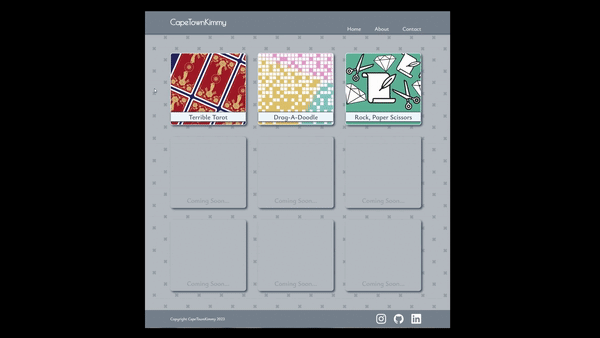 CapeTownKimmy
Home About Contact
Terrible Tarot
Drag-A-Doodle
Rock, Paper Scissors
Coming Soon...
Coming Soon...
Coming Soon...
Coming Soon...
Coming Soon...
Coming Soon...
Copyright CapeTownKimmy 2023
in